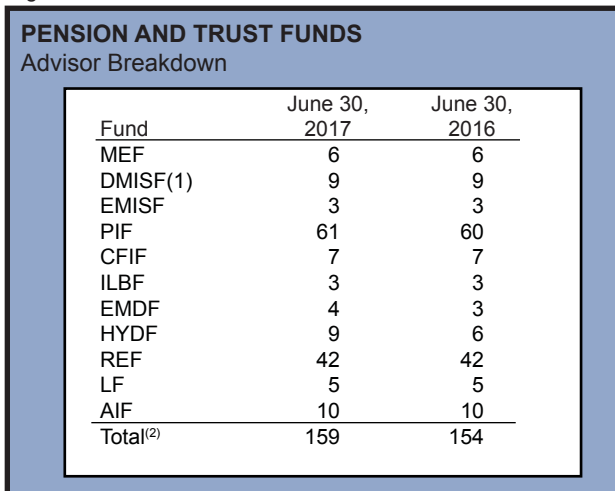 PENSION AND TRUST FUNDS
Advisor Breakdown
June 30, June 30,
Fund 2017 2016
MEF 6 6
DMISF(1) 9 9
EMISF 3 3
PIF 61 60
CFIF 7 7
ILBF 3 3
EMDF 4 3
HYDF 9 6
REF 42 42
LF 5 5
AIF 10 10
Total(2) 159 154